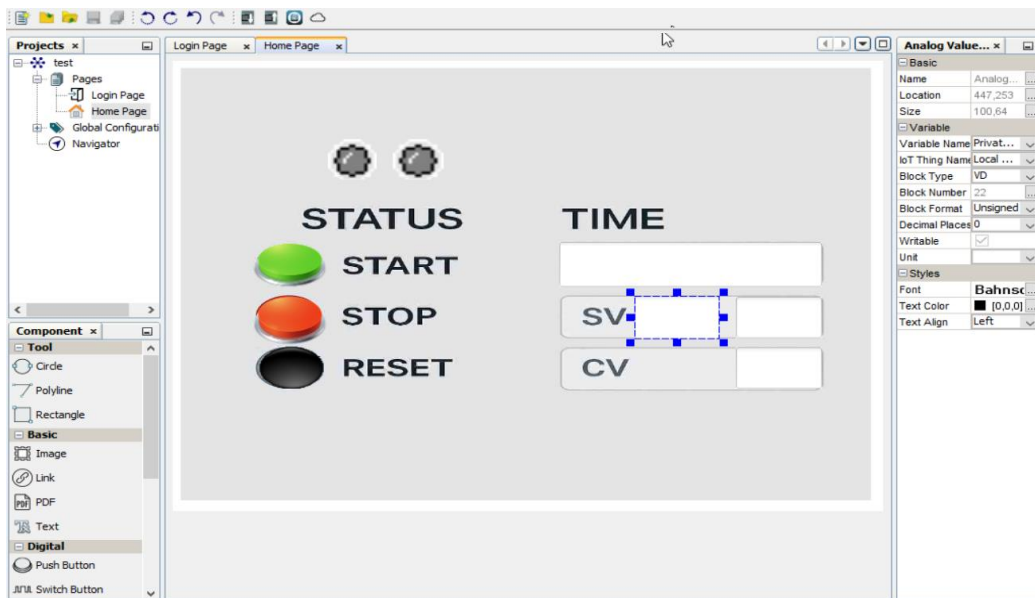 Projects ×
test
Pages
Login Page
Home Page
Global Configurati
Navigator
Component ×
Tool
Circle
Polyline
Rectangle
Basic
Image
Link
PDF
Text
Digital
Push Button
Switch Button
Login Page ×
Home Page ×
STATUS
TIME
START
STOP
RESET
SV
CV
Analog Value... ×
Basic
Name Analog... ...
Location 447,253 ...
Size 100,64 ...
Variable
Variable Name Privat...
IoT Thing Name Local ...
Block Type VD
Block Number 22 ...
Block Format Unsigned
Decimal Places 0
Writable
Unit
Styles
Font Bahnsc ...
Text Color [0,0,0] ...
Text Align Left